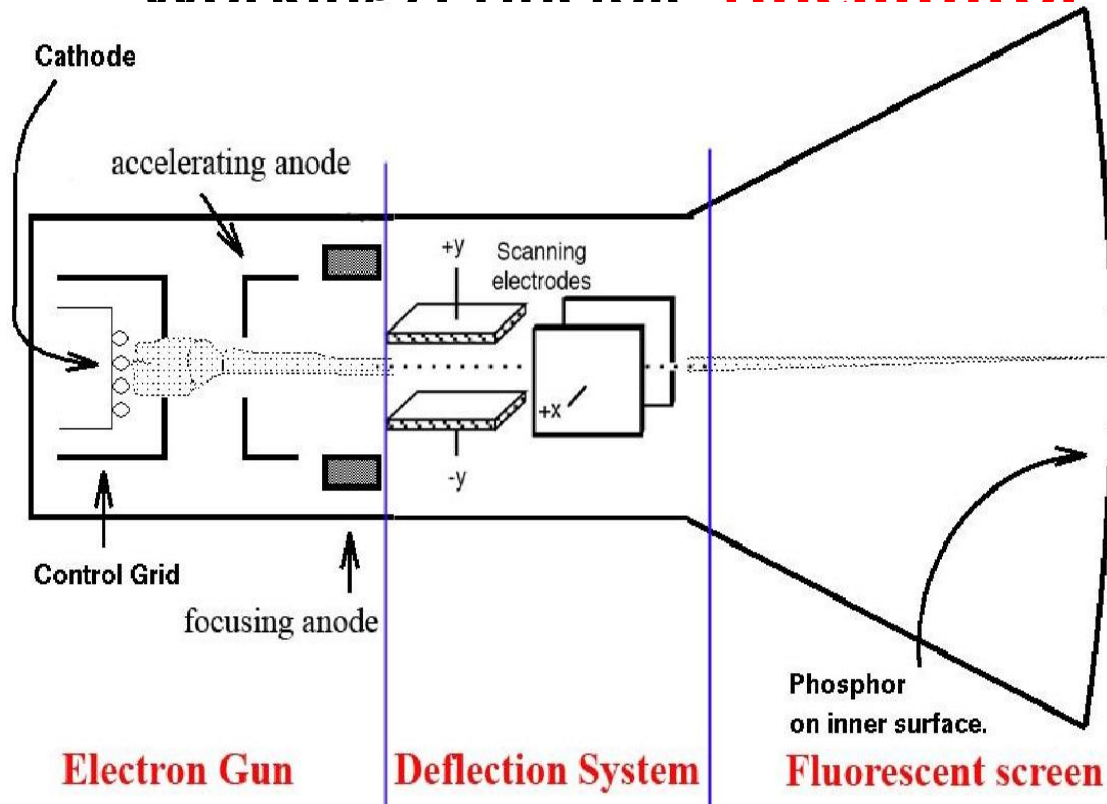 Cathode
accelerating anode
+y
Scanning
electrodes
+x
-y
Control Grid
focusing anode
Phosphor
on inner surface.
Electron Gun
Deflection System
Fluorescent screen